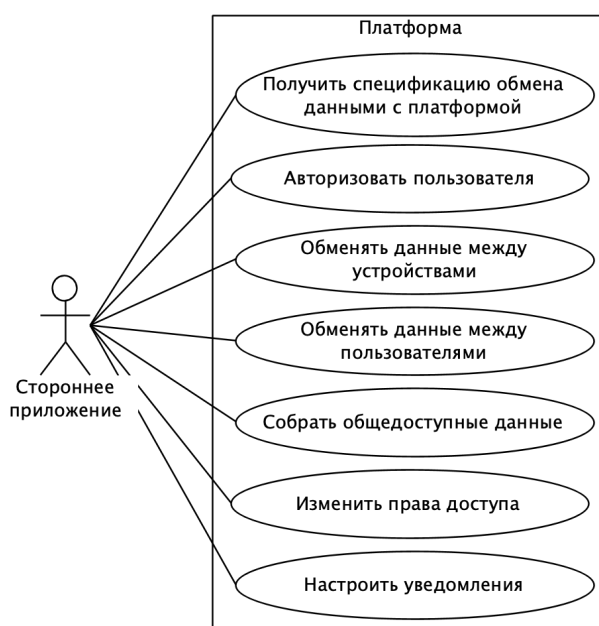 Платформа
Получить спецификацию обмена
данными с платформой
Авторизовать пользователя
Обменять данные между
устройствами
Обменять данные между
пользователями
Стороннее
приложение
Собрать общедоступные данные
Изменить права доступа
Настроить уведомления